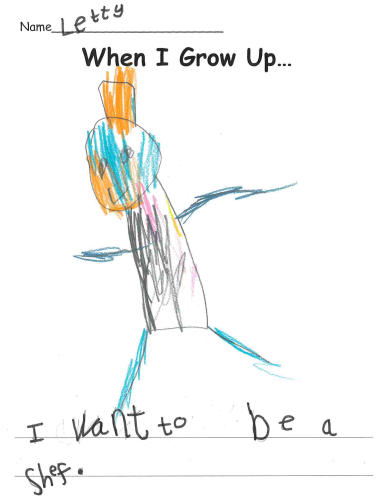 Name Letty
When I Grow Up...
I want to be a
Shef.